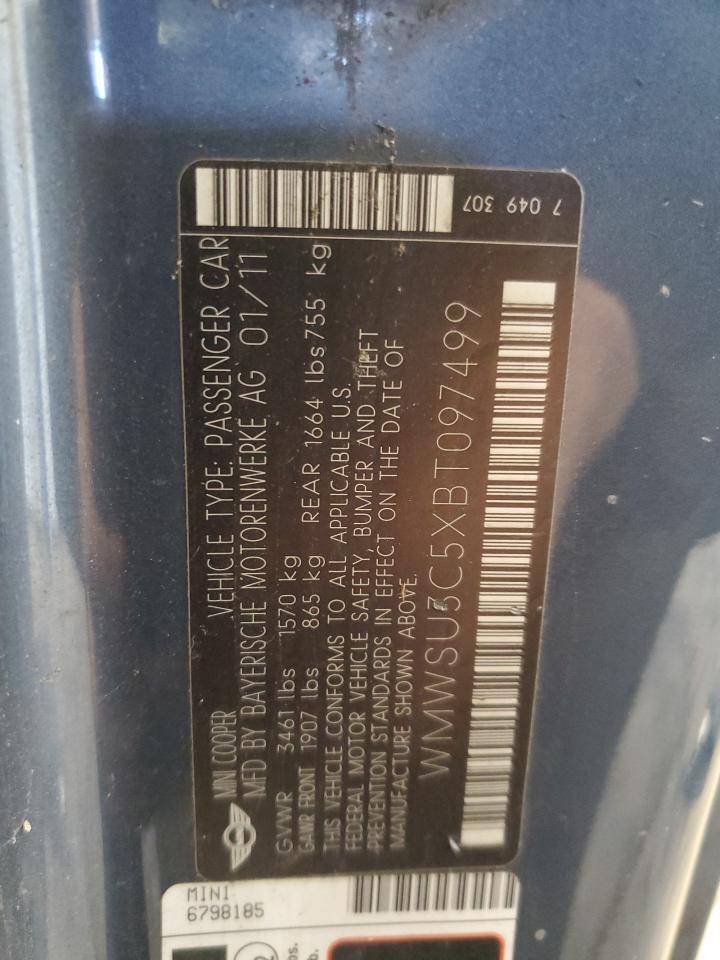 MINI COOPER VEHICLE TYPE: PASSENGER CAR
MFD BY BAYERISCHE MOTORENWERKE AG 01/11
GVWR 3461 lbs 1570 kg
GAWR FRONT 1907 lbs 865 kg REAR 1664 lbs 755 kg
THIS VEHICLE CONFORMS TO ALL APPLICABLE U.S.
FEDERAL MOTOR VEHICLE SAFETY, BUMPER AND THEFT
PREVENTION STANDARDS IN EFFECT ON THE DATE OF
MANUFACTURE SHOWN ABOVE.
WMWSU3C5XBT097499
7 049 307
MINI
6798185